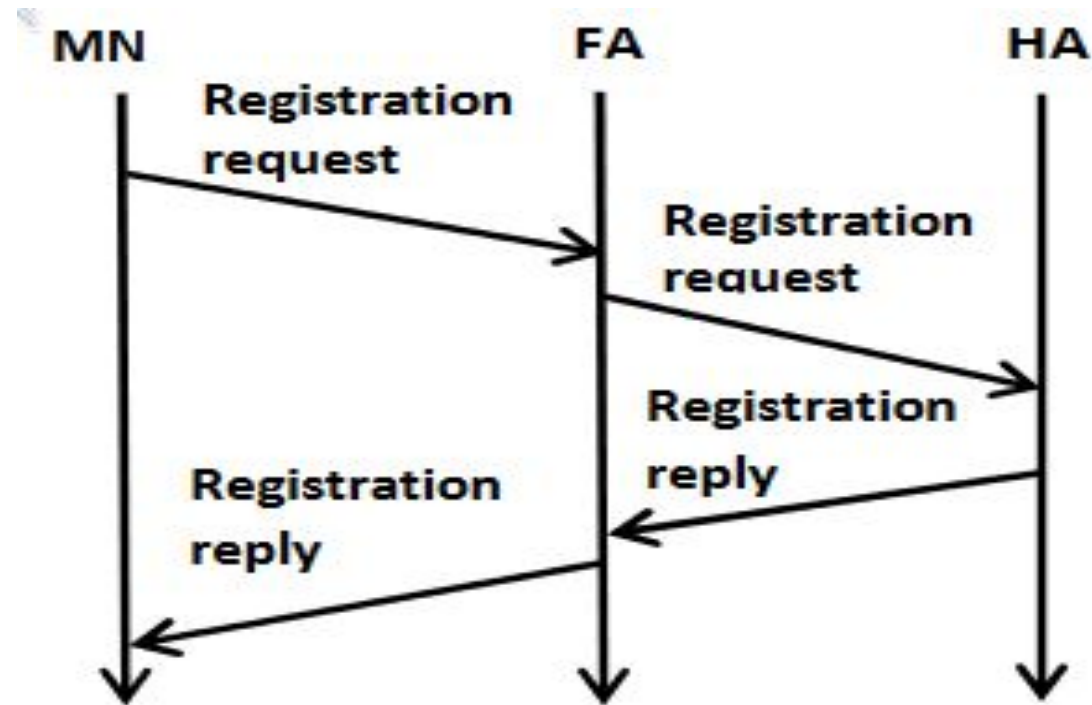 MN
FA
HA
Registration
request
Registration
request
Registration
reply
Registration
reply